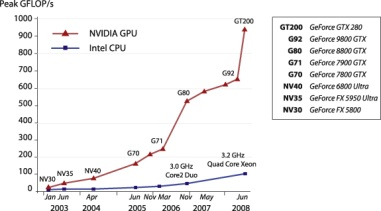 Peak GFLOP/s
1000
900
800
700
600
500
400
300
200
100
0
NVIDIA GPU
Intel CPU
NV30
NV35
NV40
G70
G71
G80
G92
GT200
3.0 GHz
Core2 Duo
3.2 GHz
Quad Core Xeon
Jan Jun Apr Jun Nov Mar Nov May Jun
2003 2004 2005 2006 2007 2008
GT200 GeForce GTX 280
G92 GeForce 9800 GTX
G80 GeForce 8800 GTX
G71 GeForce 7900 GTX
G70 GeForce 7800 GTX
NV40 GeForce 6800 Ultra
NV35 GeForce FX 5950 Ultra
NV30 GeForce FX 5800